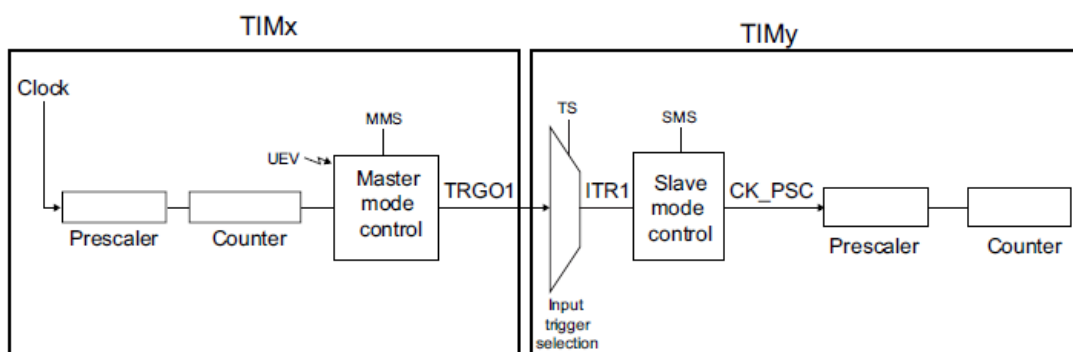 TIMx
TIMy
Clock
MMS
UEV
Master
mode
control
Prescaler
Counter
TRGO1
TS
ITR1
Input
trigger
selection
SMS
Slave
mode
control
CK_PSC
Prescaler
Counter